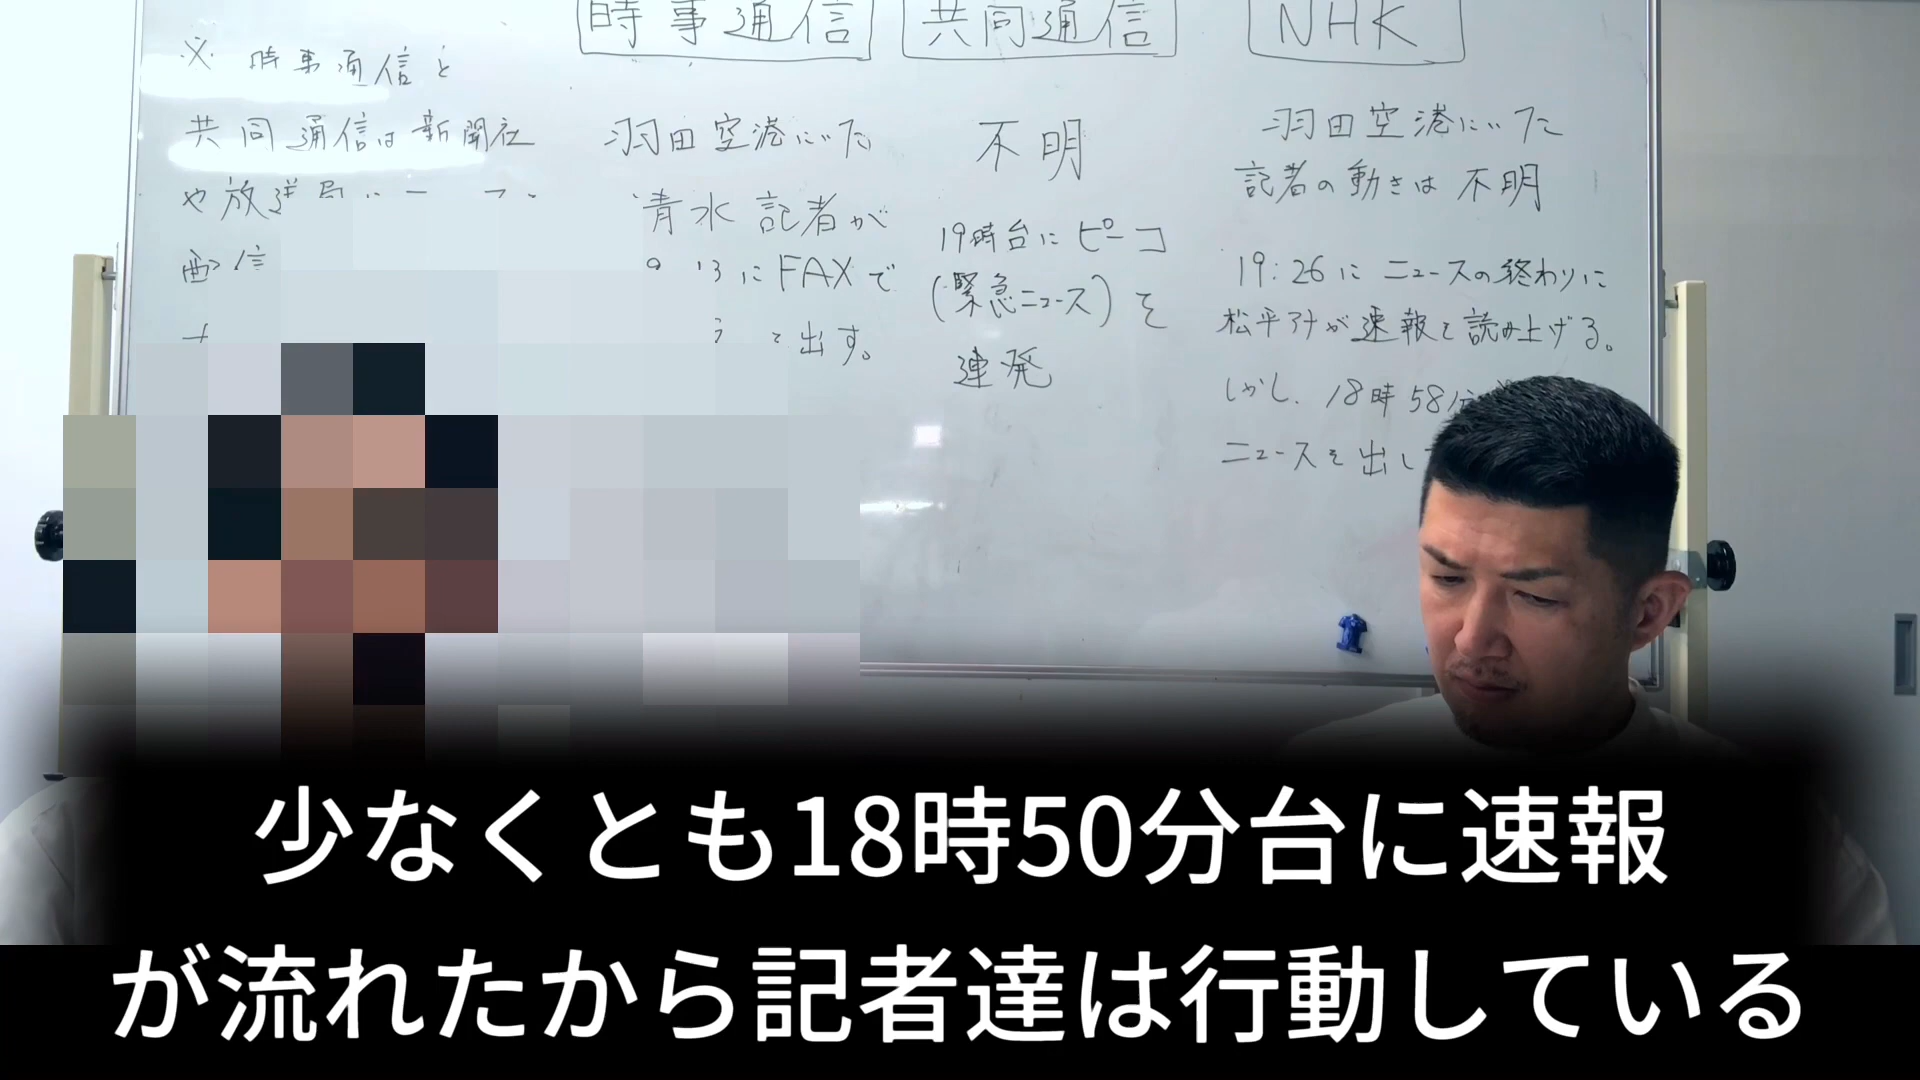 時事通信
共同通信
NHK
※ 時事通信と
共同通信は新聞社
や放送局
配信
羽田空港にいた
青水記者が
にFAXで
出す。
不明
19時台にピーコ
(緊急ニュース)を
連発
羽田空港にいた
記者の動きは不明
19:26にニュースの終わりに
松平アナが速報を読み上げる。
しかし、18時58分
ニュースを出し
少なくとも18時50分台に速報
が流れたから記者達は行動している